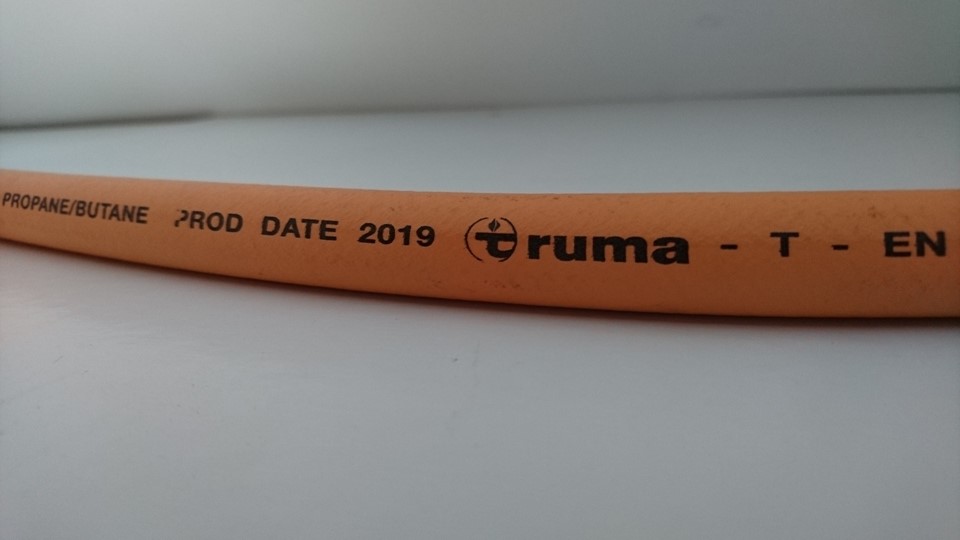 PROPANE/BUTANE PROD DATE 2019 truma - T - EN